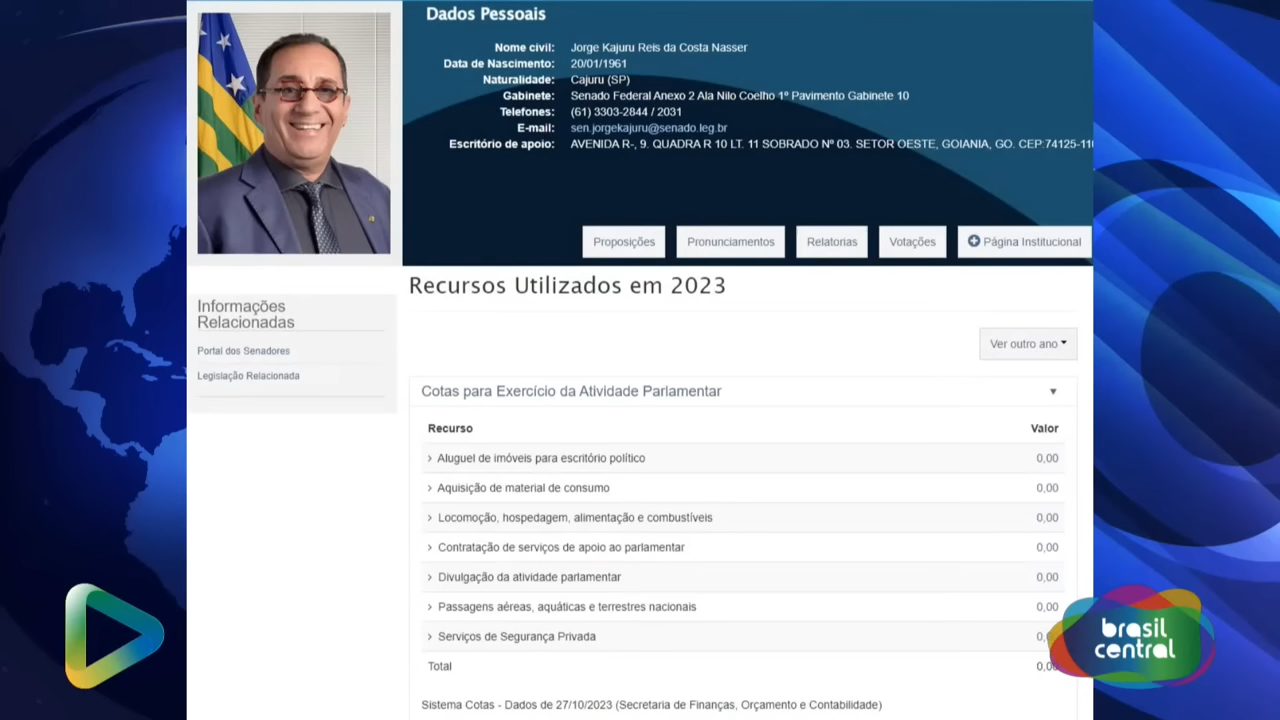 Dados Pessoais
Nome civil: Jorge Kajuru Reis da Costa Nasser
Data de Nascimento: 20/01/1961
Naturalidade: Cajuru (SP)
Gabinete: Senado Federal Anexo 2 Ala Nilo Coelho 1º Pavimento Gabinete 10
Telefones: (61) 3303-2844 / 2031
E-mail: sen.jorgekajuru@senado.leg.br
Escritório de apoio: AVENIDA R-, 9. QUADRA R 10 LT. 11 SOBRADO Nº 03. SETOR OESTE, GOIANIA, GO. CEP:74125-110
Proposições Pronunciamentos Relatorias Votações Página Institucional
Informações
Relacionadas
Portal dos Senadores
Legislação Relacionada
Recursos Utilizados em 2023
Ver outro ano
Cotas para Exercício da Atividade Parlamentar
Recurso Valor
Aluguel de imóveis para escritório político 0,00
Aquisição de material de consumo 0,00
Locomoção, hospedagem, alimentação e combustíveis 0,00
Contratação de serviços de apoio ao parlamentar 0,00
Divulgação da atividade parlamentar 0,00
Passagens aéreas, aquáticas e terrestres nacionais 0,00
Serviços de Segurança Privada
Total
Sistema Cotas - Dados de 27/10/2023 (Secretaria de Finanças, Orçamento e Contabilidade)
brasil
central